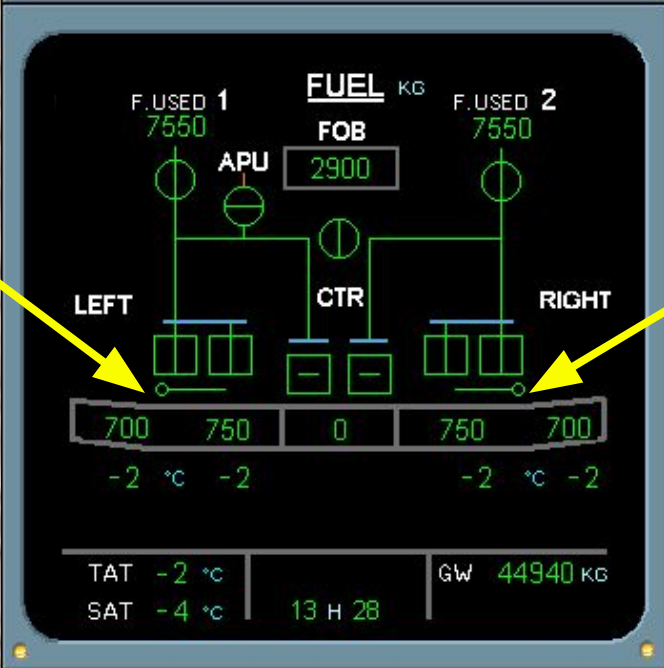 FUEL KG
F.USED 1
F.USED 2
7550
FOB
7550
APU
2900
LEFT
CTR
RIGHT
700 750 0 750 700
-2 °C -2 -2 °C -2
TAT -2 °C
GW 44940 KG
SAT -4 °C
13 H 28